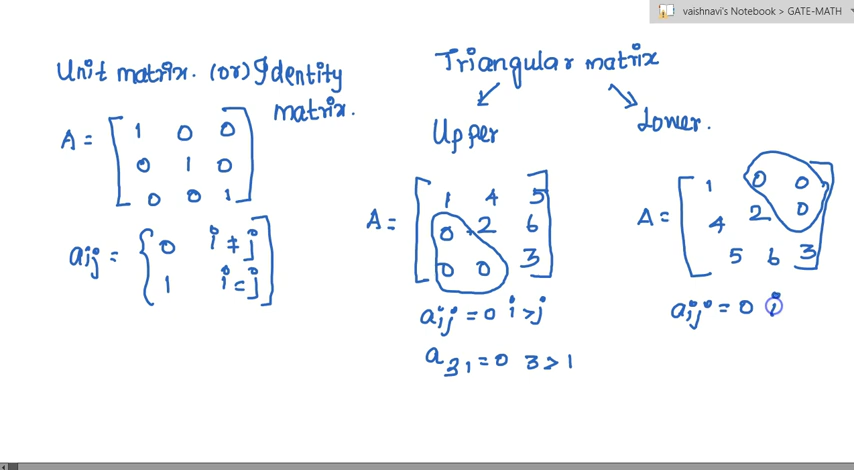 vaishnavi's Notebook > GATE-MATH
Unit matrix. (or) Identity
matrix.
A = [ 1 0 0
0 1 0
0 0 1 ]
aij = { 0 i ≠ j
1 i = j ]
Triangular matrix
Upper
A = [ 1 4 5
0 2 6
0 0 3 ]
aij = 0 i > j
a31 = 0 3 > 1
Lower.
A = [ 1 0 0
4 2 0
5 6 3 ]
aij = 0 i